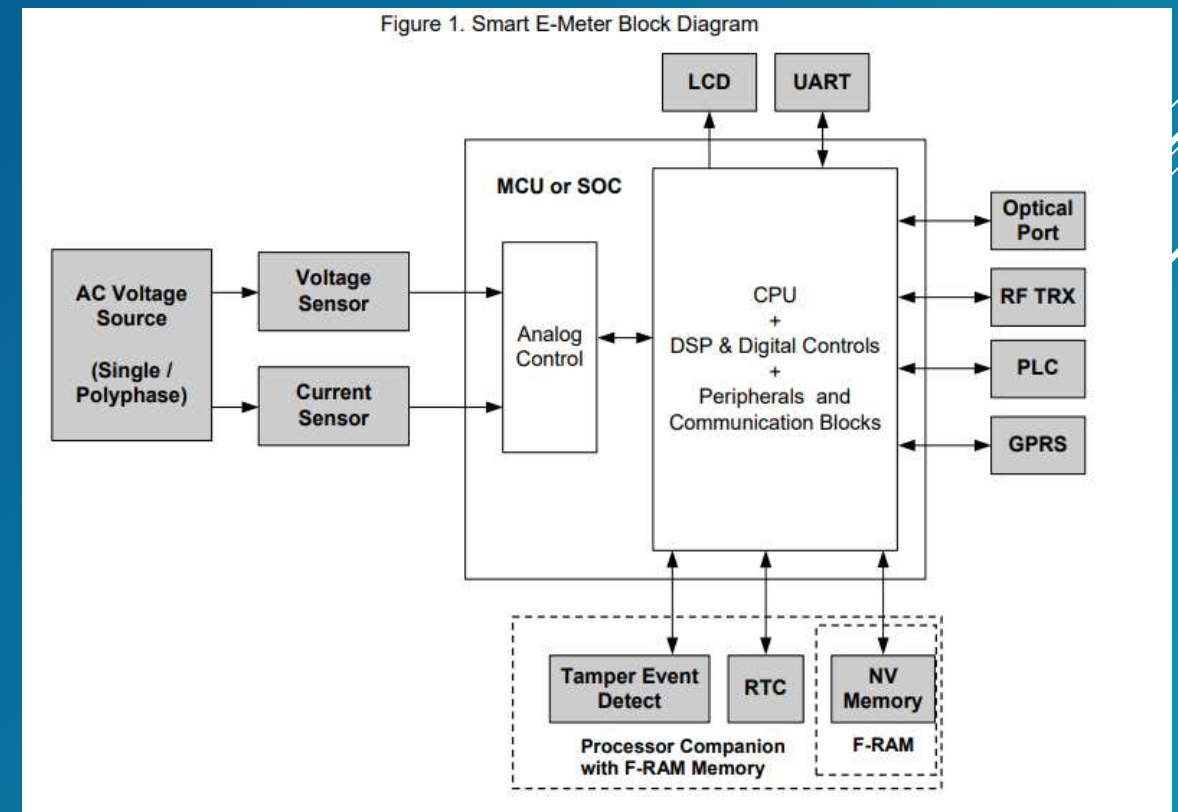 Figure 1. Smart E-Meter Block Diagram
LCD
UART
MCU or SOC
AC Voltage
Source
(Single /
Polyphase)
Voltage
Sensor
Current
Sensor
Analog
Control
CPU
+
DSP & Digital Controls
+
Peripherals and
Communication Blocks
Optical
Port
RF TRX
PLC
GPRS
Tamper Event
Detect
RTC
NV
Memory
Processor Companion
with F-RAM Memory
F-RAM